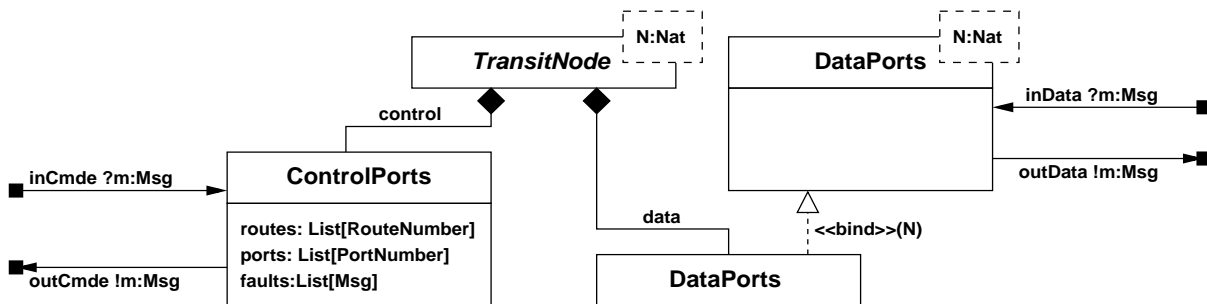 N:Nat
N:Nat
TransitNode
DataPorts
control
inData ?m:Msg
inCmde ?m:Msg
ControlPorts
outData !m:Msg
routes: List[RouteNumber]
data
<<bind>>(N)
ports: List[PortNumber]
outCmde !m:Msg
faults:List[Msg]
DataPorts